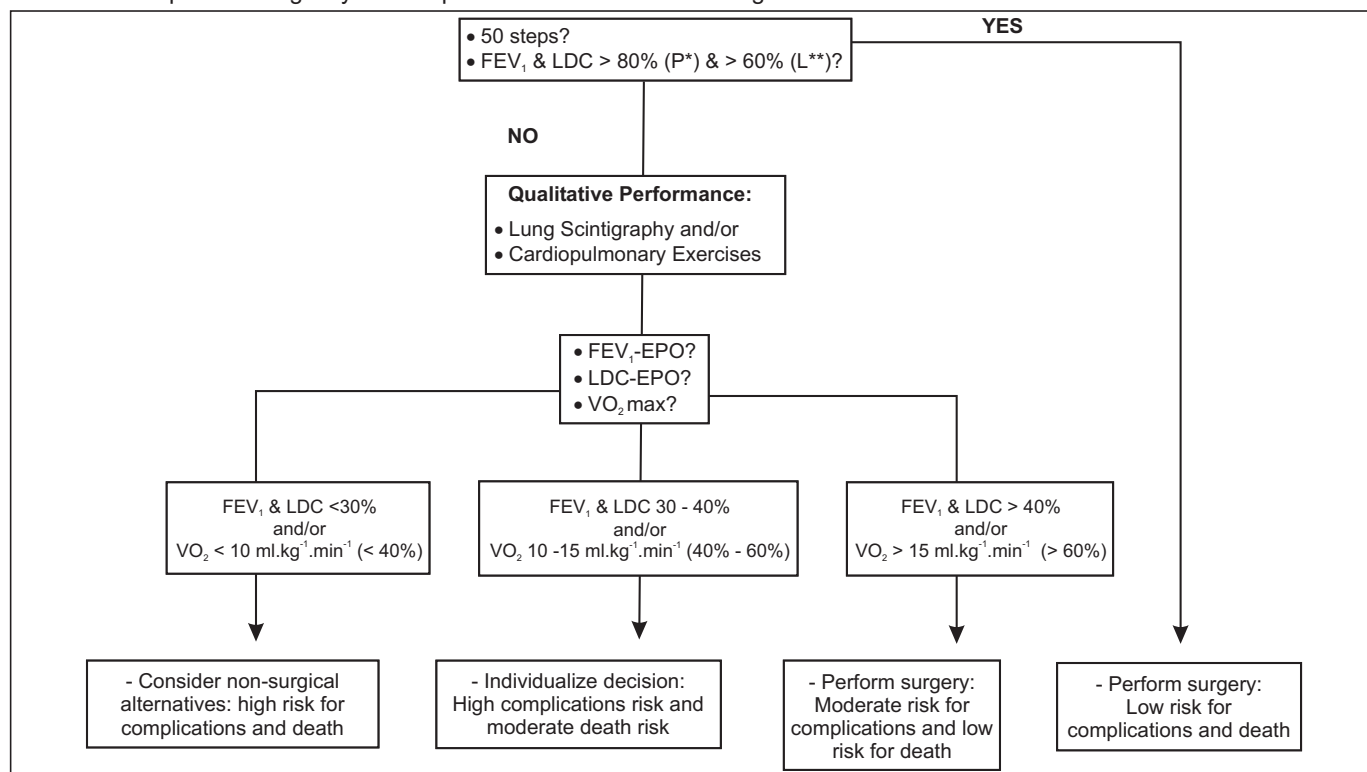 • 50 steps?
• FEV₁ & LDC > 80% (P*) & > 60% (L**)?
YES
NO
Qualitative Performance:
• Lung Scintigraphy and/or
• Cardiopulmonary Exercises
• FEV₁-EPO?
• LDC-EPO?
• VO₂ max?
FEV₁ & LDC <30%
and/or
VO₂ < 10 ml.kg⁻¹.min⁻¹ (< 40%)
FEV₁ & LDC 30 - 40%
and/or
VO₂ 10 -15 ml.kg⁻¹.min⁻¹ (40% - 60%)
FEV₁ & LDC > 40%
and/or
VO₂ > 15 ml.kg⁻¹.min⁻¹ (> 60%)
- Consider non-surgical
alternatives: high risk for
complications and death
- Individualize decision:
High complications risk and
moderate death risk
- Perform surgery:
Moderate risk for
complications and low
risk for death
- Perform surgery:
Low risk for
complications and death